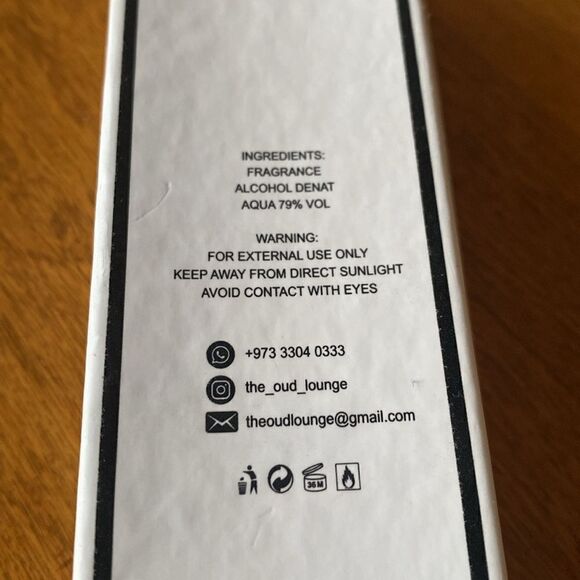 INGREDIENTS:
FRAGRANCE
ALCOHOL DENAT
AQUA 79% VOL
WARNING:
FOR EXTERNAL USE ONLY
KEEP AWAY FROM DIRECT SUNLIGHT
AVOID CONTACT WITH EYES
+973 3304 0333
the_oud_lounge
theoudlounge@gmail.com
36M